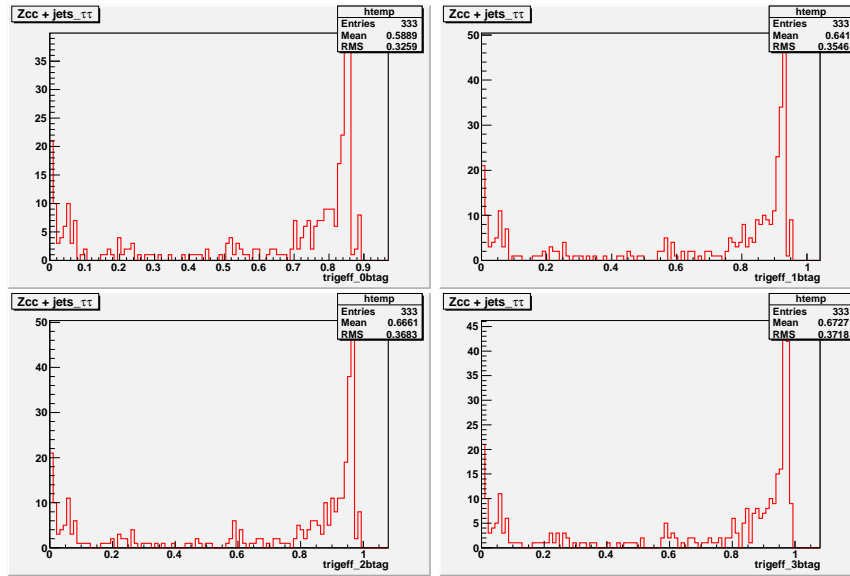 Zcc + jets_ττ
htemp
Entries 333
Mean 0.5889
RMS 0.3259
35
30
25
20
15
10
5
0
0 0.1 0.2 0.3 0.4 0.5 0.6 0.7 0.8 0.9
trigeff_0btag
Zcc + jets_ττ
htemp
Entries 333
Mean 0.641
RMS 0.3546
50
40
30
20
10
0
0 0.2 0.4 0.6 0.8 1
trigeff_1btag
Zcc + jets_ττ
htemp
Entries 333
Mean 0.6661
RMS 0.3683
50
40
30
20
10
0
0 0.2 0.4 0.6 0.8 1
trigeff_2btag
Zcc + jets_ττ
htemp
Entries 333
Mean 0.6727
RMS 0.3718
45
40
35
30
25
20
15
10
5
0
0 0.2 0.4 0.6 0.8 1
trigeff_3btag